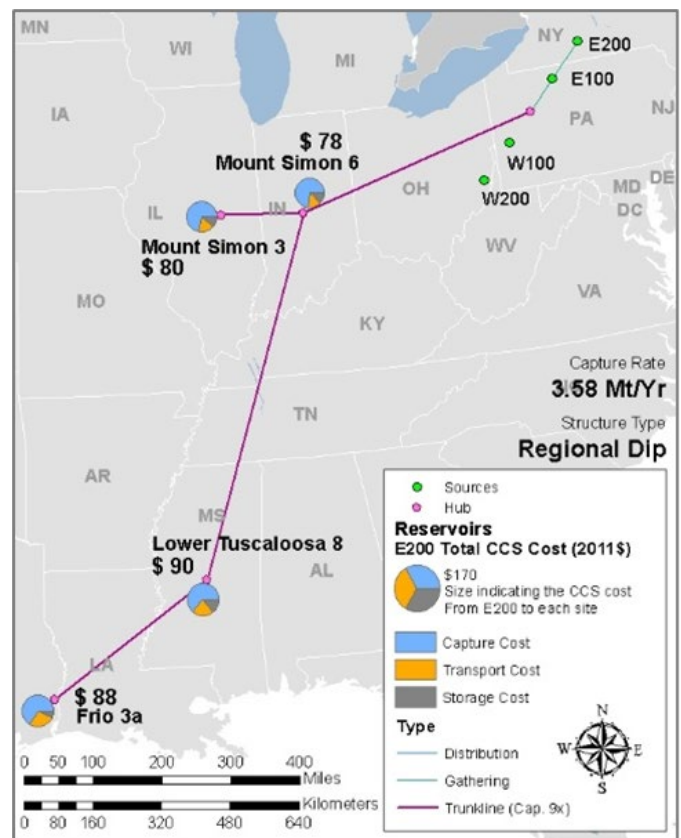 MN
WI
MI
NY
E200
E100
IA
PA
NJ
$ 78
Mount Simon 6
W100
OH
W200
MD
DE
DC
IL
IN
Mount Simon 3
$ 80
WV
MO
VA
KY
Capture Rate
3.58 Mt/Yr
Structure Type
Regional Dip
TN
AR
MS
Lower Tuscaloosa 8
$ 90
AL
LA
$ 88
Frio 3a
Sources
Hub
Reservoirs
E200 Total CCS Cost (2011$)
$170
Size indicating the CCS cost
From E200 to each site
Capture Cost
Transport Cost
Storage Cost
Type
Distribution
Gathering
Trunkline (Cap. 9x)
N
W
E
S
0 50 100 200 300 400
Miles
Kilometers
0 80 160 320 480 640